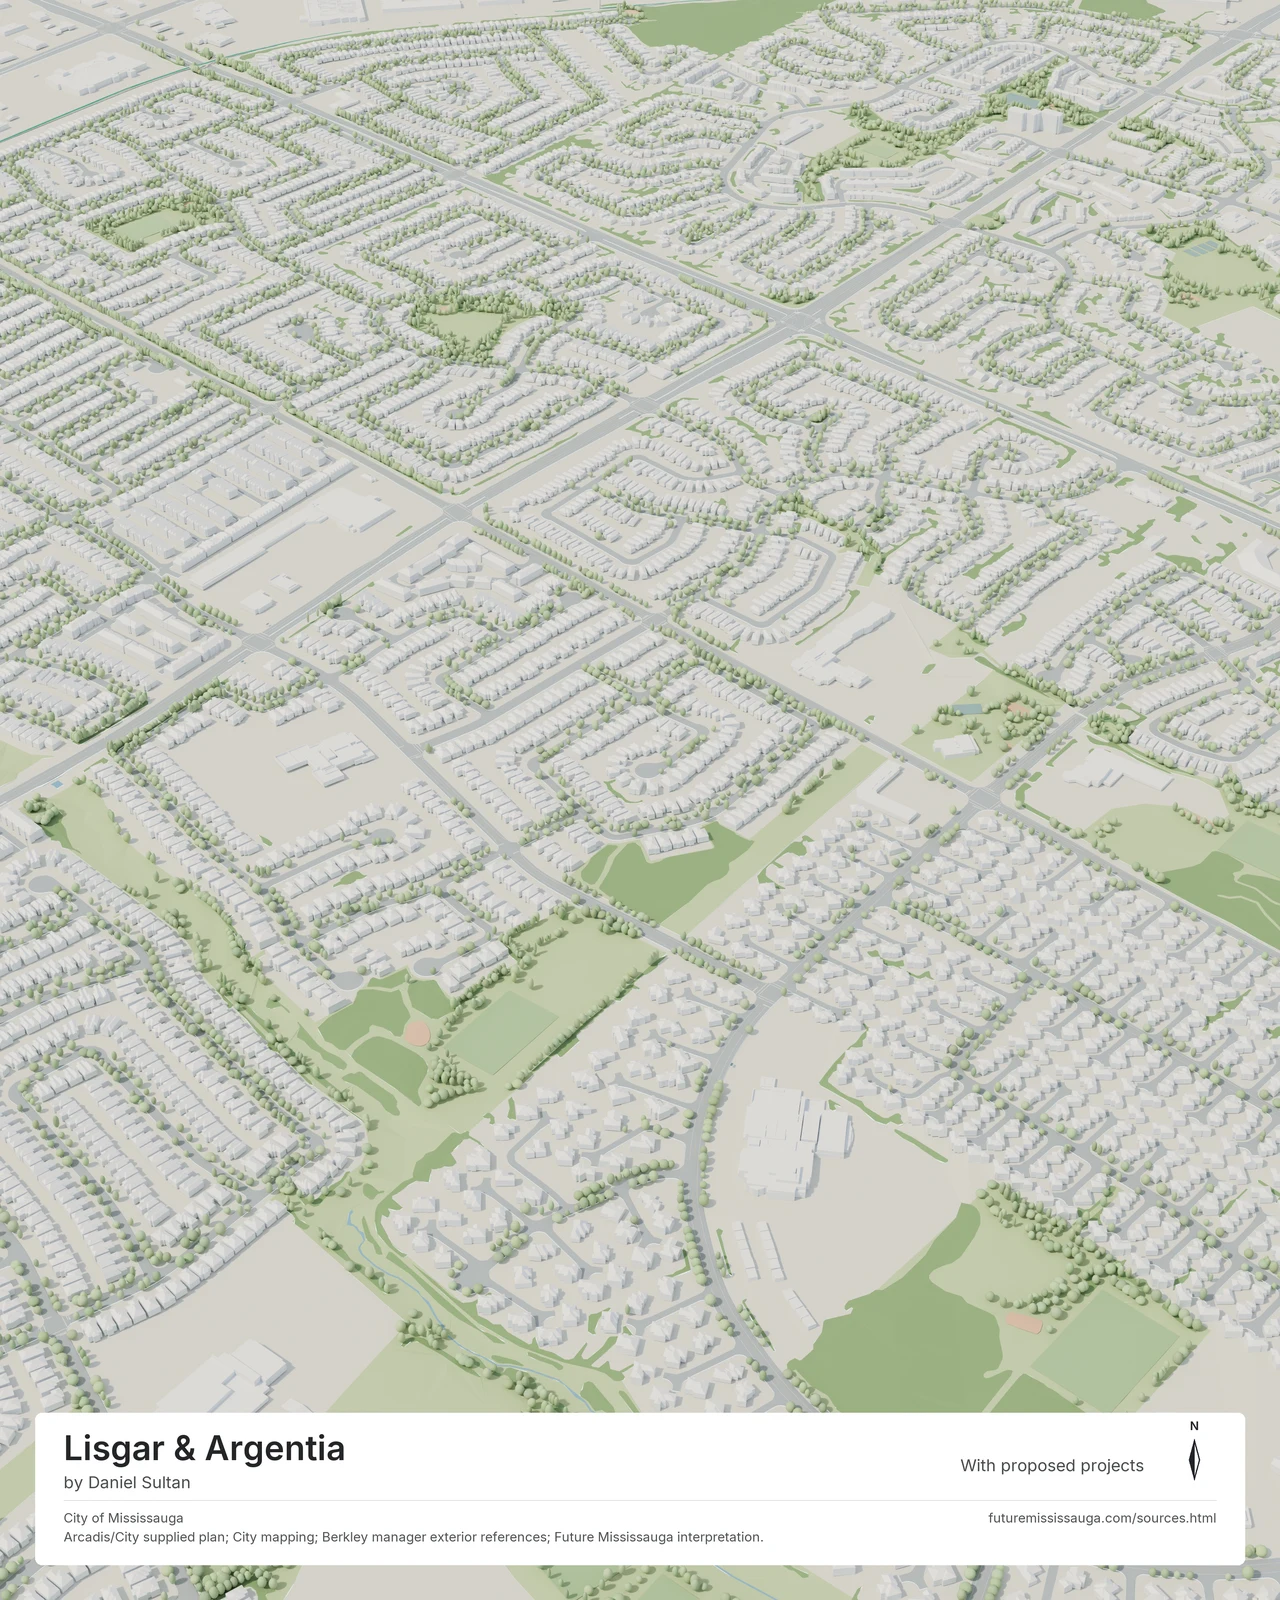 Lisgar & Argentia
by Daniel Sultan
With proposed projects
N
City of Mississauga
futuremississauga.com/sources.html
Arcadis/City supplied plan; City mapping; Berkley manager exterior references; Future Mississauga interpretation.